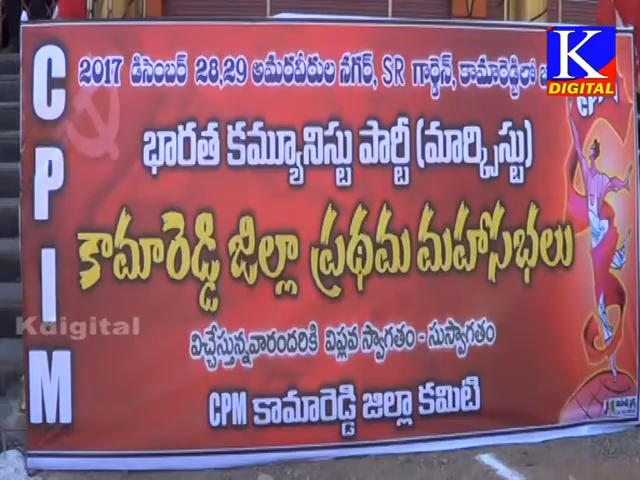 K
DIGITAL
CPIM
2017 డిసెంబర్ 28,29 అమరవీరుల నగర్, SR గార్డెన్, కామారెడ్డిలో
భారత కమ్యూనిస్టు పార్టీ (మార్క్సిస్టు)
కామారెడ్డి జిల్లా ప్రథమ మహాసభలు
విచ్చేస్తున్నవారందరికి విప్లవ స్వాగతం - సుస్వాగతం
CPM కామారెడ్డి జిల్లా కమిటి
Kdigital